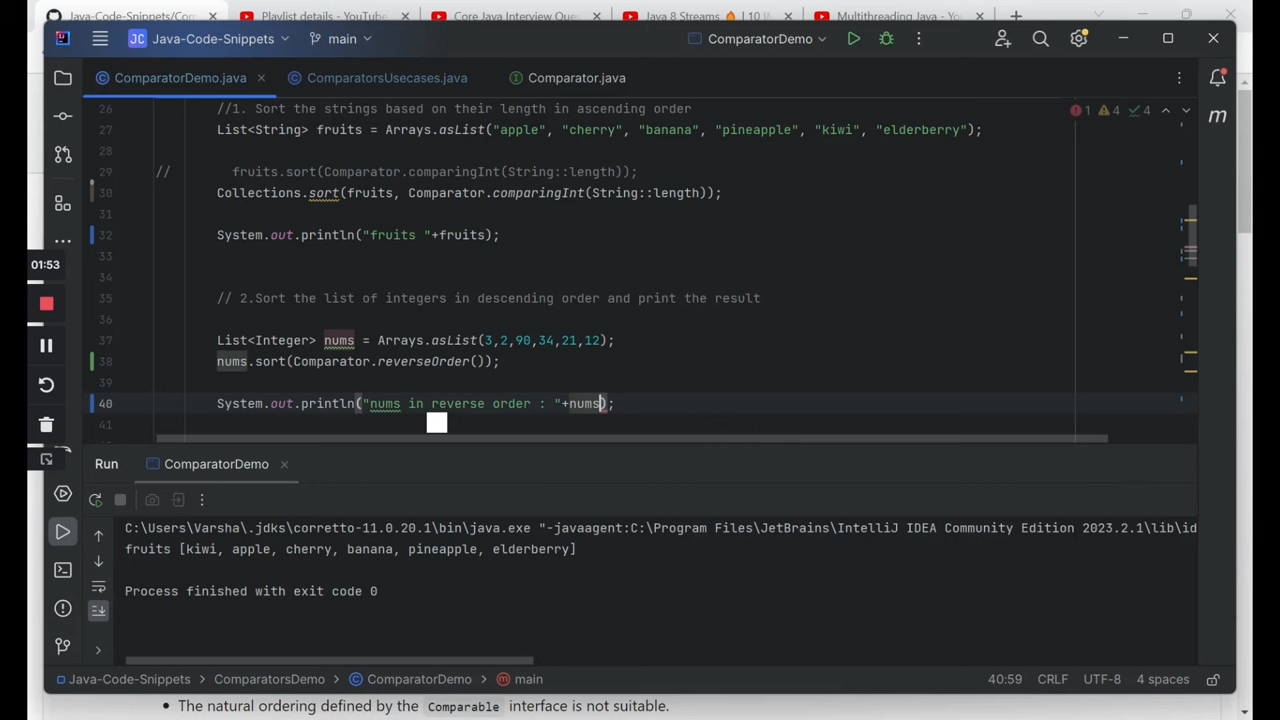 Java-Code-Snippets/Com
Playlist details - YouTube
Core Java Interview Que
Java 8 Streams 🔥 | 10 I
Multithreading Java - You
JC Java-Code-Snippets
main
ComparatorDemo
ComparatorDemo.java
ComparatorsUsecases.java
Comparator.java
26 //1. Sort the strings based on their length in ascending order
1 4 4
27 List<String> fruits = Arrays.asList("apple", "cherry", "banana", "pineapple", "kiwi", "elderberry");
28
29 // fruits.sort(Comparator.comparingInt(String::length));
30 Collections.sort(fruits, Comparator.comparingInt(String::length));
31
32 System.out.println("fruits "+fruits);
33
34
35 // 2.Sort the list of integers in descending order and print the result
36
37 List<Integer> nums = Arrays.asList(3,2,90,34,21,12);
38 nums.sort(Comparator.reverseOrder());
39
40 System.out.println("nums in reverse order : "+nums);
41
01:53
Run ComparatorDemo
C:\Users\Varsha\.jdks\corretto-11.0.20.1\bin\java.exe "-javaagent:C:\Program Files\JetBrains\IntelliJ IDEA Community Edition 2023.2.1\lib\id
fruits [kiwi, apple, cherry, banana, pineapple, elderberry]
Process finished with exit code 0
Java-Code-Snippets > ComparatorsDemo > ComparatorDemo > main
40:59 CRLF UTF-8 4 spaces
• The natural ordering defined by the Comparable interface is not suitable.